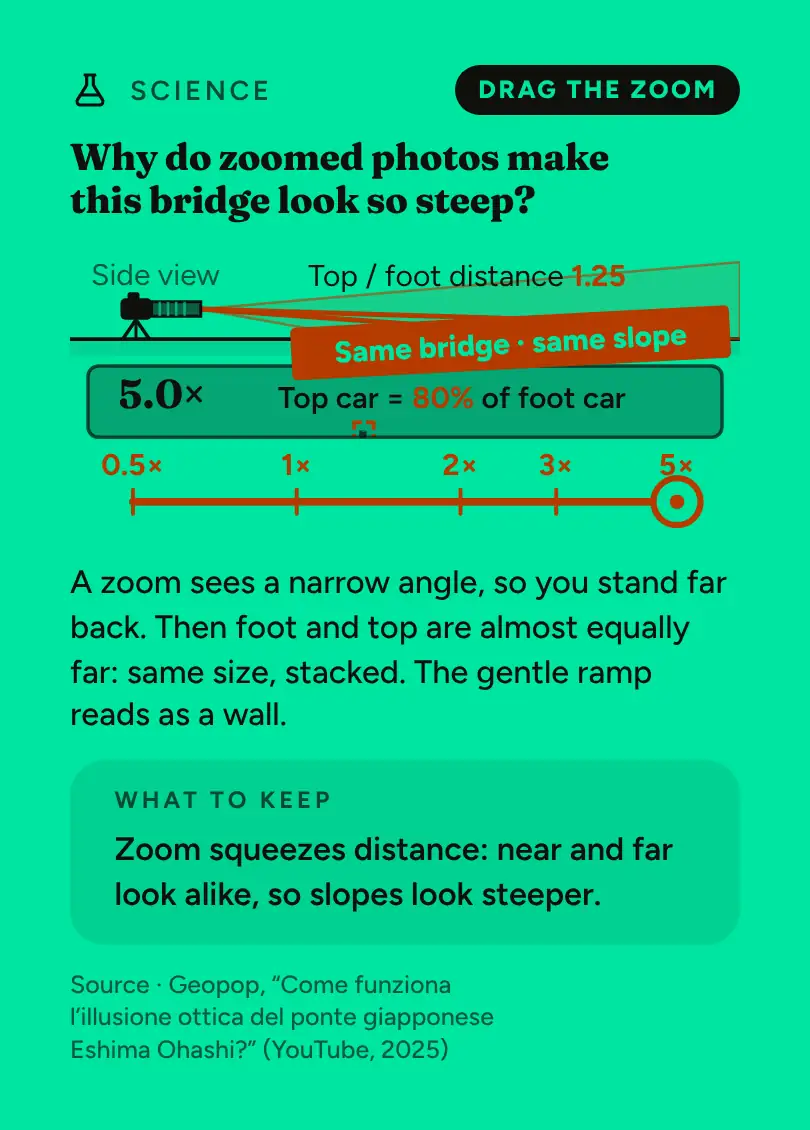 SCIENCE
DRAG THE ZOOM
Why do zoomed photos make
this bridge look so steep?
Side view
Top / foot distance 1.25
Same bridge · same slope
5.0×
Top car = 80% of foot car
0.5× 1× 2× 3× 5×
A zoom sees a narrow angle, so you stand far
back. Then foot and top are almost equally
far: same size, stacked. The gentle ramp
reads as a wall.
WHAT TO KEEP
Zoom squeezes distance: near and far
look alike, so slopes look steeper.
Source · Geopop, “Come funziona
l’illusione ottica del ponte giapponese
Eshima Ohashi?” (YouTube, 2025)